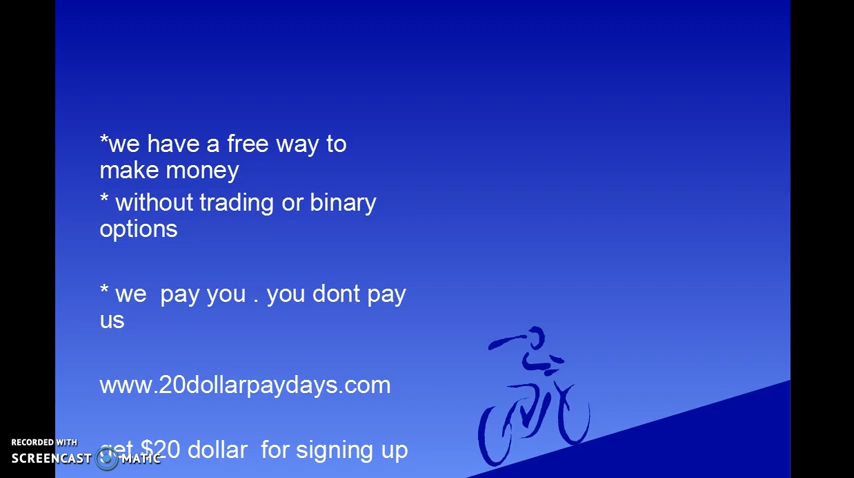 *we have a free way to
make money
* without trading or binary
options
* we  pay you . you dont pay
us
www.20dollarpaydays.com
get $20 dollar  for signing up
RECORDED WITH
SCREENCAST MATIC